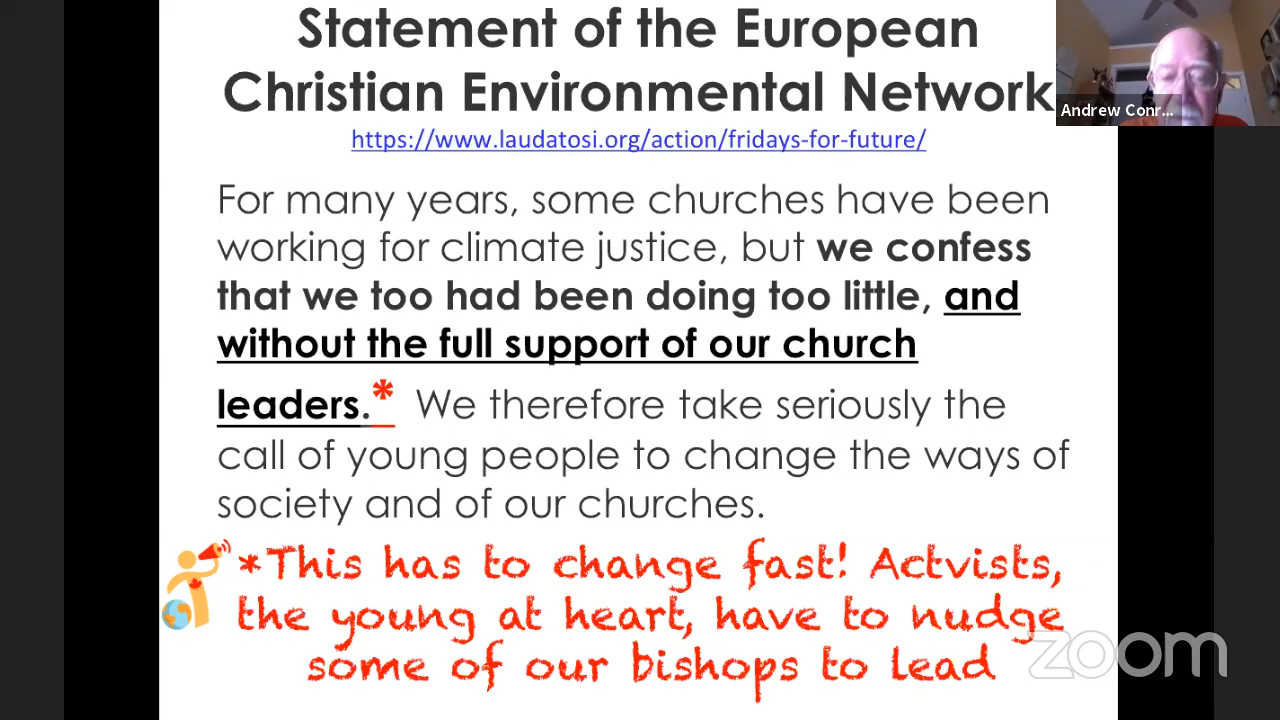 Statement of the European
Christian Environmental Network
https://www.laudatosi.org/action/fridays-for-future/
Andrew Conr...
For many years, some churches have been
working for climate justice, but we confess
that we too had been doing too little, and
without the full support of our church
leaders.* We therefore take seriously the
call of young people to change the ways of
society and of our churches.
*This has to change fast! Actvists,
the young at heart, have to nudge
some of our bishops to lead
zoom